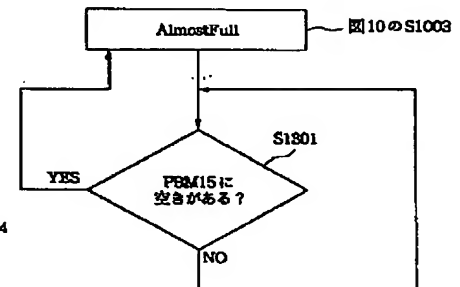 AlmostFull
図10のS1003
S1301
YES
PBM15に
空きがある?
4
NO